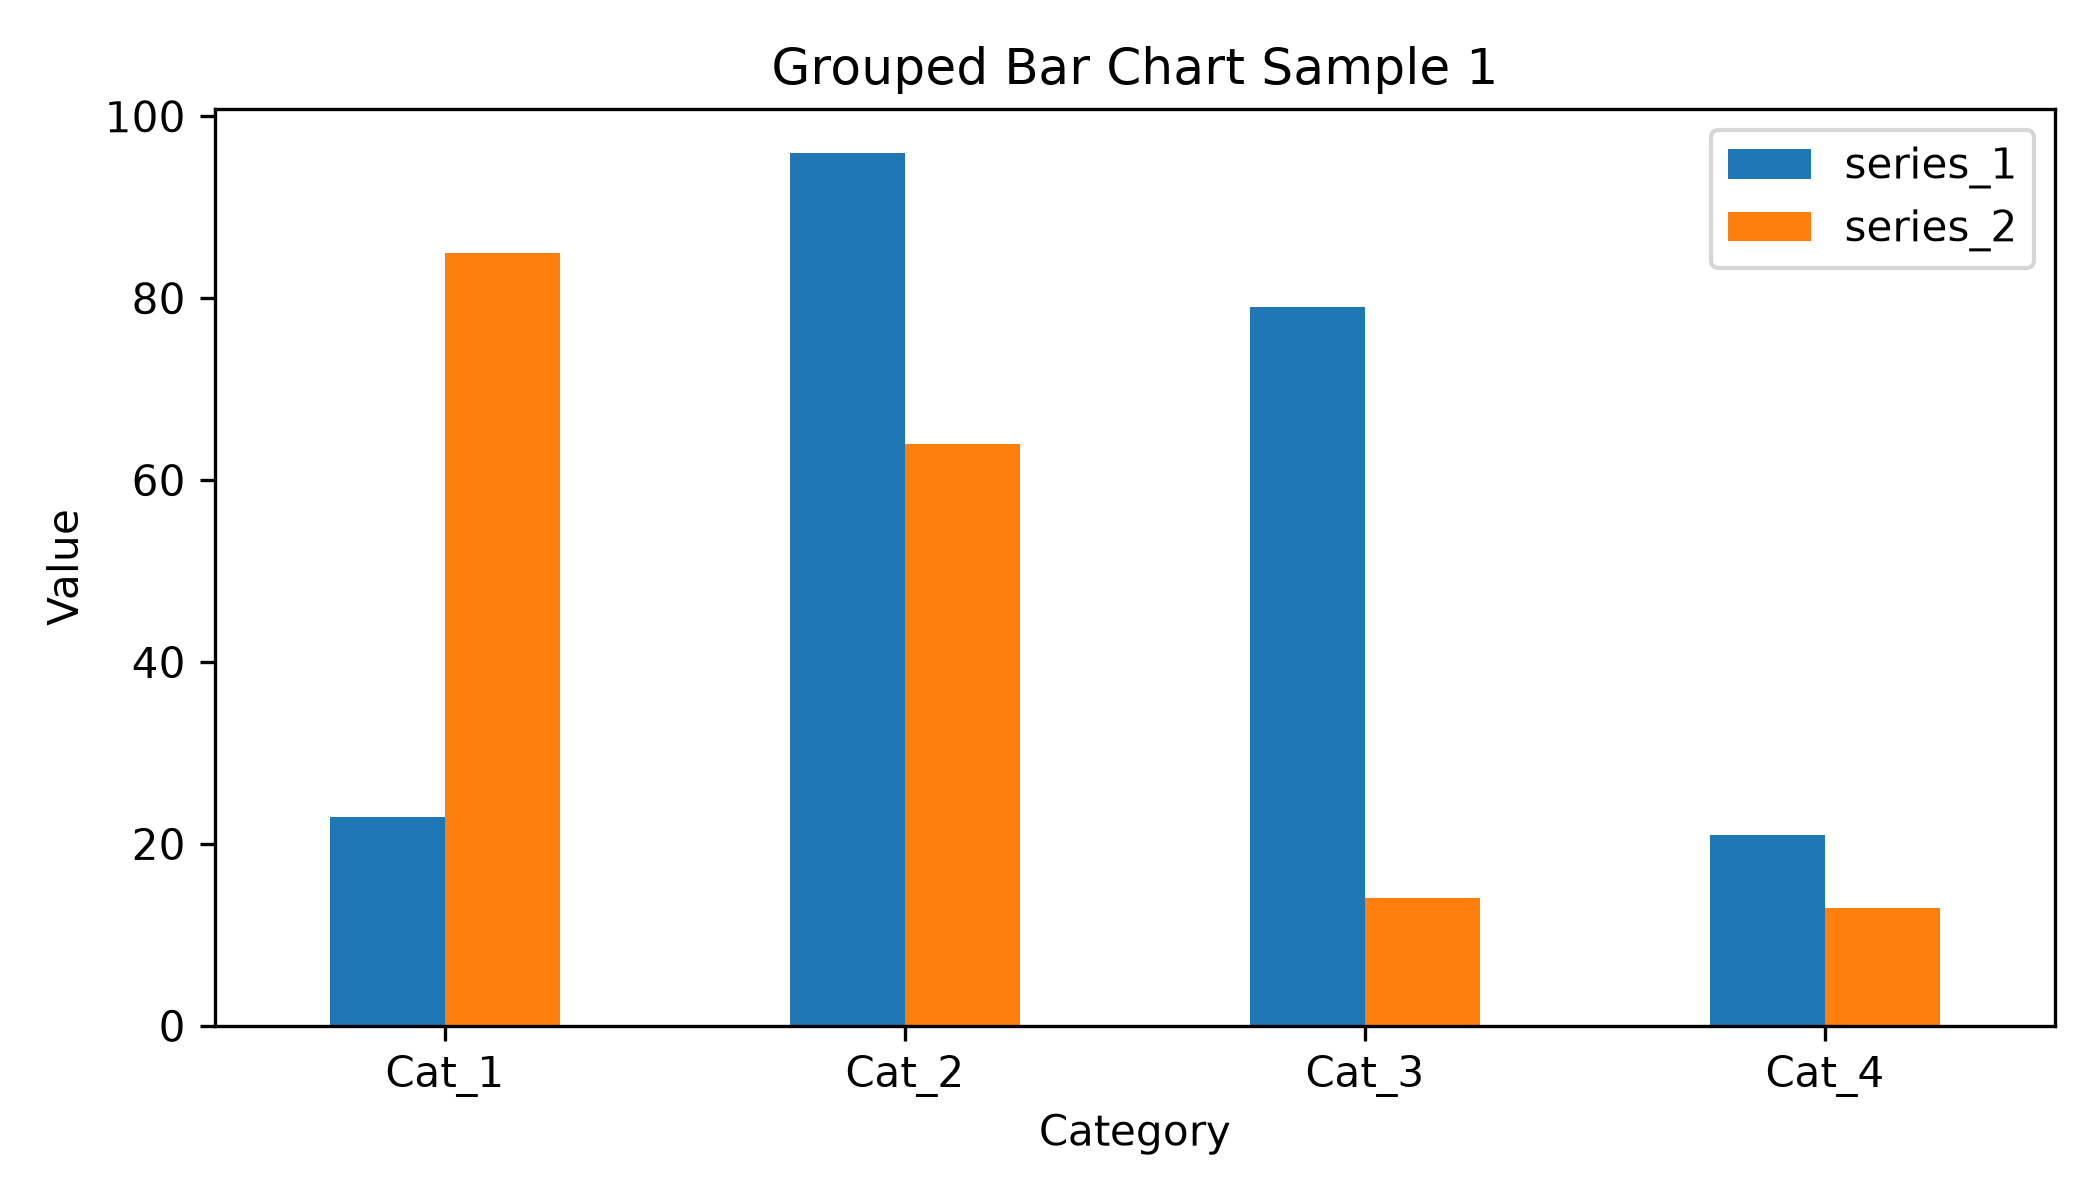 Grouped Bar Chart Sample 1
100
80
60
40
20
0
Value
series_1
series_2
Cat_1 Cat_2 Cat_3 Cat_4
Category